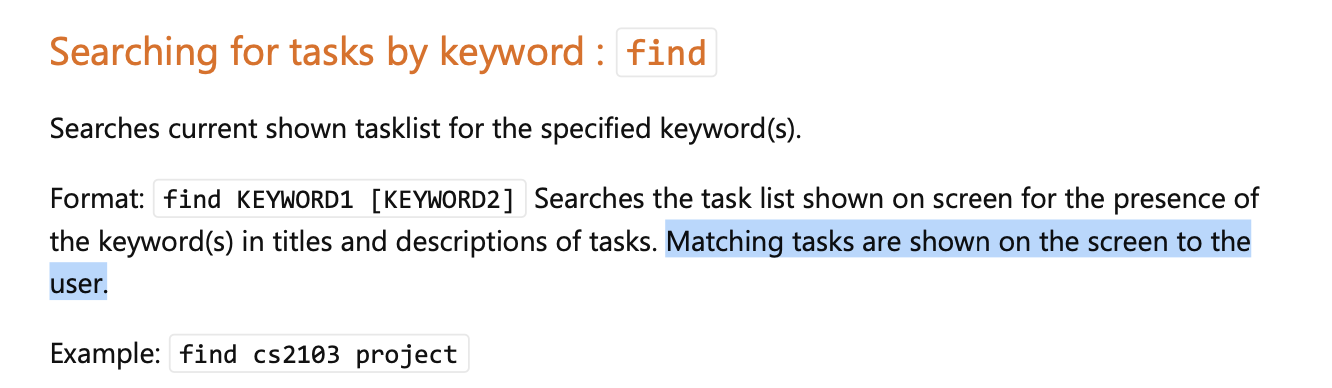 Searching for tasks by keyword : find
Searches current shown tasklist for the specified keyword(s).
Format: find KEYWORD1 [KEYWORD2] Searches the task list shown on screen for the presence of
the keyword(s) in titles and descriptions of tasks. Matching tasks are shown on the screen to the
user.
Example: find cs2103 project